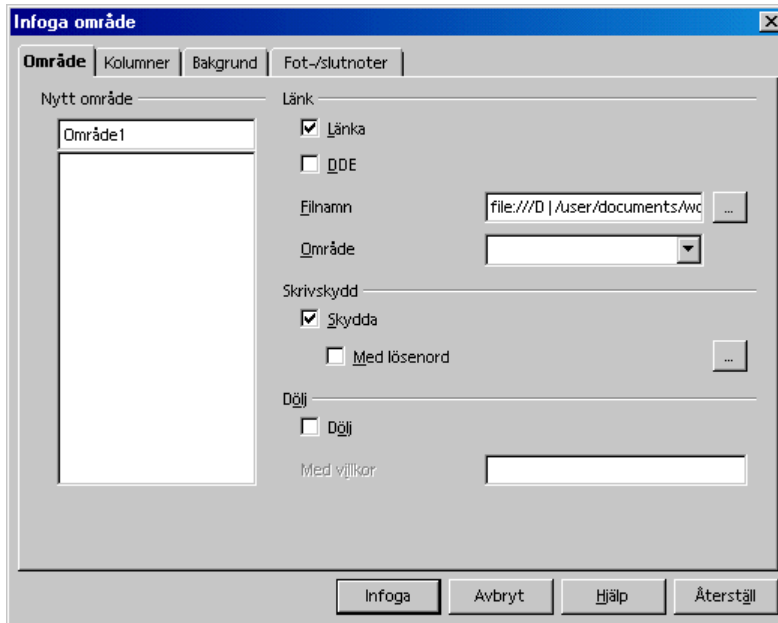 Infoga område
Område Kolumner Bakgrund Fot-/slutnoter
Nytt område
Område1
Länk
Länka
DDE
Filnamn file:///D|/user/documents/wo ...
Område
Skrivskydd
Skydda
Med lösenord ...
Dölj
Dölj
Med villkor
Infoga Avbryt Hjälp Återställ